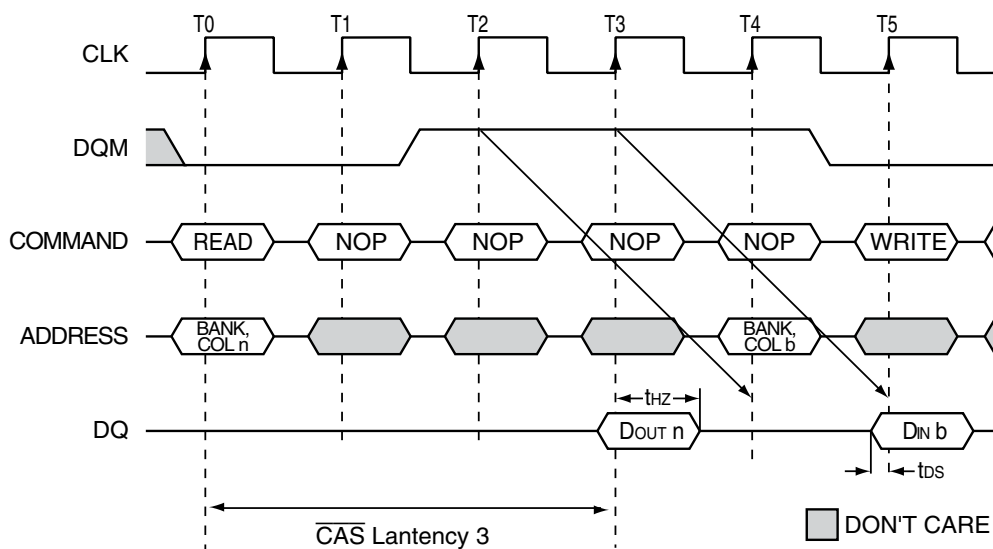 T0 T1 T2 T3 T4 T5
CLK
DQM
COMMAND READ NOP NOP NOP NOP WRITE
ADDRESS BANK, COL n BANK, COL b
tHZ
DQ DOUT n DIN b
tDS
CAS Lantency 3
DON'T CARE